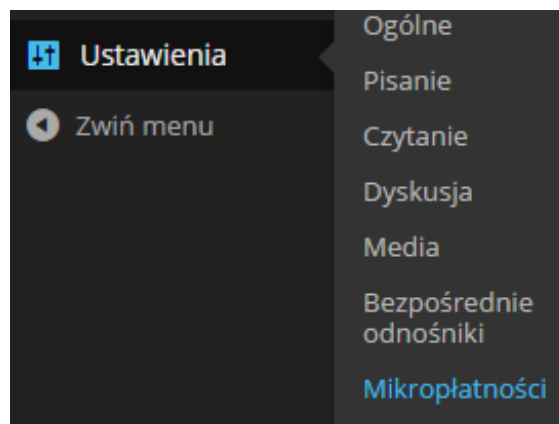 Ustawienia
Zwiń menu
Ogólne
Pisanie
Czytanie
Dyskusja
Media
Bezpośrednie
odnośniki
Mikropłatności